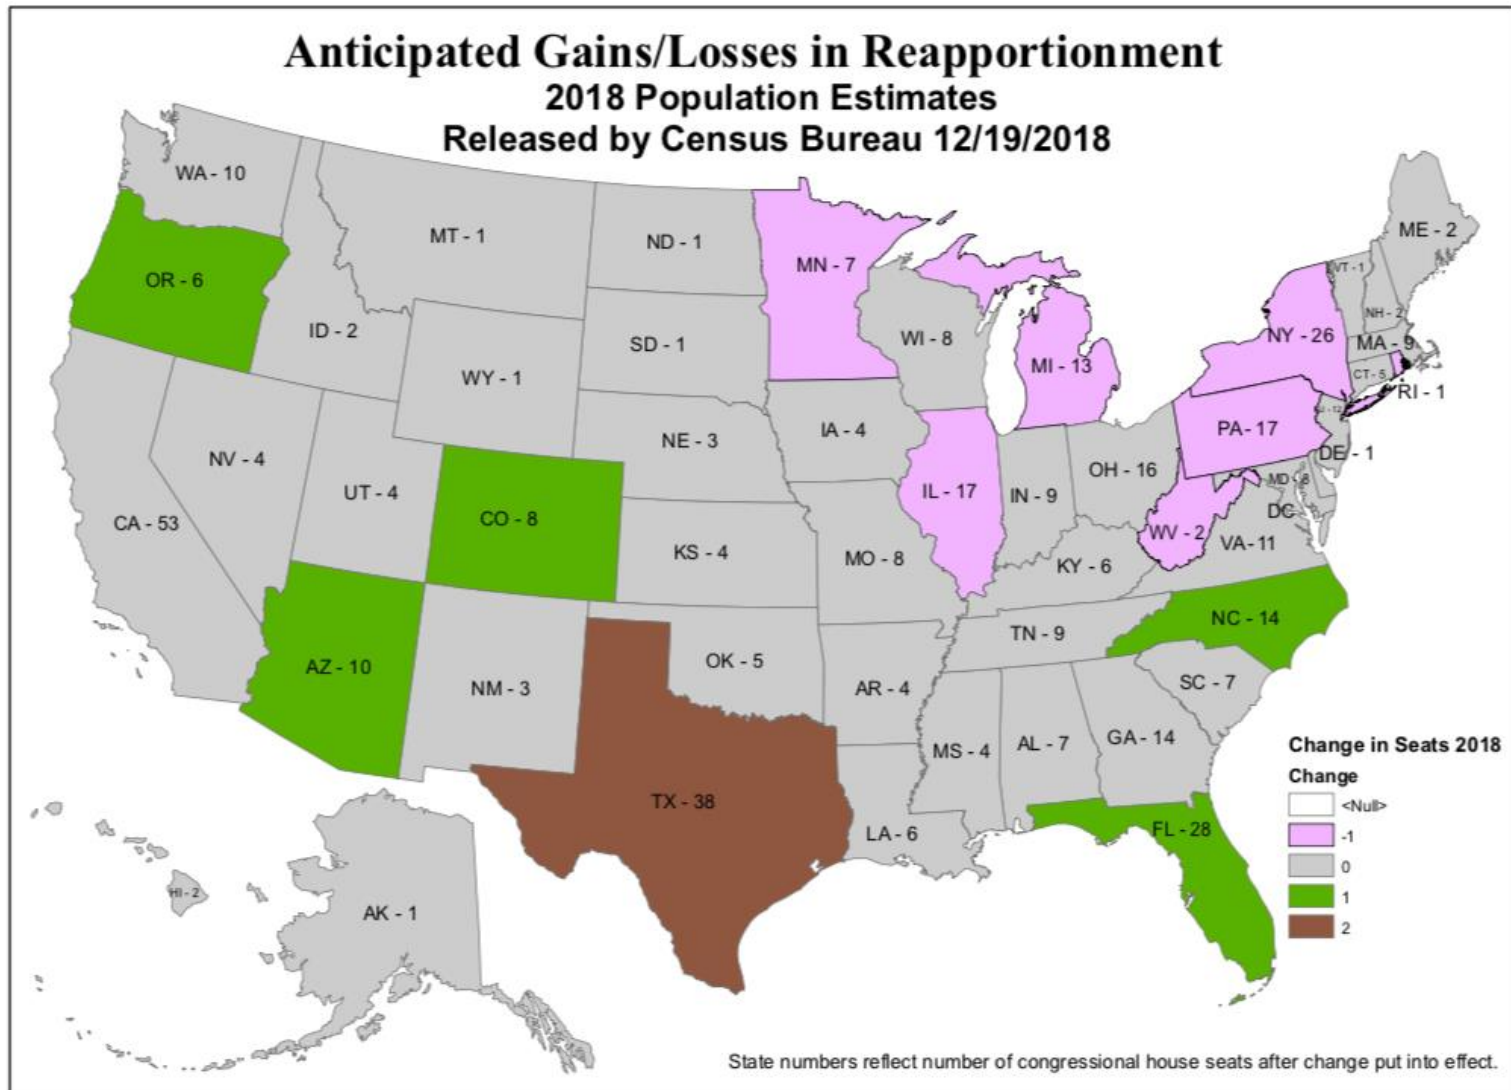 Anticipated Gains/Losses in Reapportionment
2018 Population Estimates
Released by Census Bureau 12/19/2018
WA - 10
MT - 1
ND - 1
MN - 7
ME - 2
OR - 6
ID - 2
SD - 1
WI - 8
VT - 1
NH - 2
NY - 26
MA - 9
WY - 1
MI - 13
CT - 5
RI - 1
NV - 4
NE - 3
IA - 4
PA - 17
DE - 1
UT - 4
CO - 8
IL - 17
IN - 9
OH - 16
MD - 8
CA - 53
KS - 4
MO - 8
WV - 2
DC
VA - 11
KY - 6
AZ - 10
NM - 3
OK - 5
AR - 4
TN - 9
NC - 14
SC - 7
TX - 38
LA - 6
MS - 4
AL - 7
GA - 14
FL - 28
HI - 2
AK - 1
Change in Seats 2018
Change
<Null>
-1
0
1
2
State numbers reflect number of congressional house seats after change put into effect.